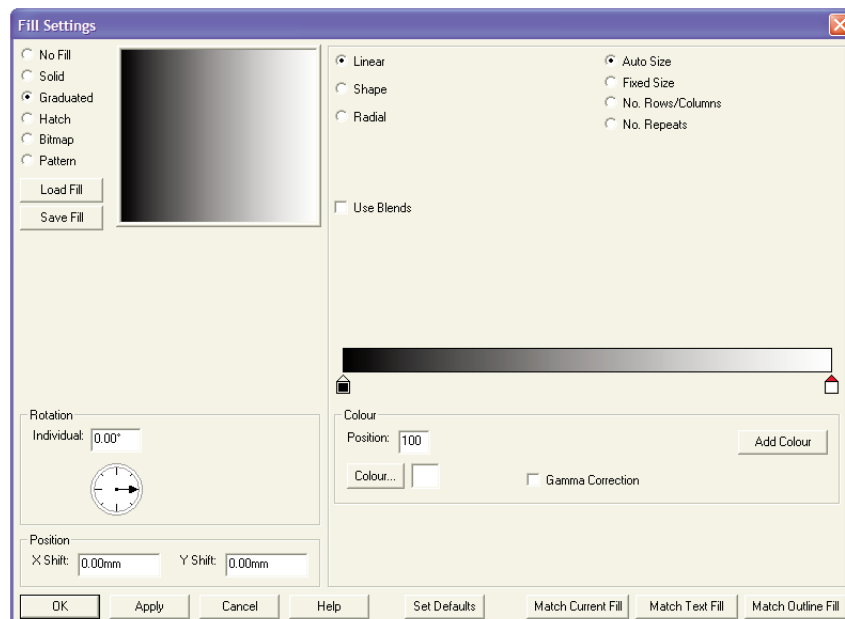 Fill Settings
No Fill
Solid
Graduated
Hatch
Bitmap
Pattern
Load Fill
Save Fill
Linear
Shape
Radial
Auto Size
Fixed Size
No. Rows/Columns
No. Repeats
Use Blends
Rotation
Individual: 0.00°
Position
X Shift: 0.00mm Y Shift: 0.00mm
Colour
Position: 100
Add Colour
Colour...
Gamma Correction
OK Apply Cancel Help Set Defaults Match Current Fill Match Text Fill Match Outline Fill